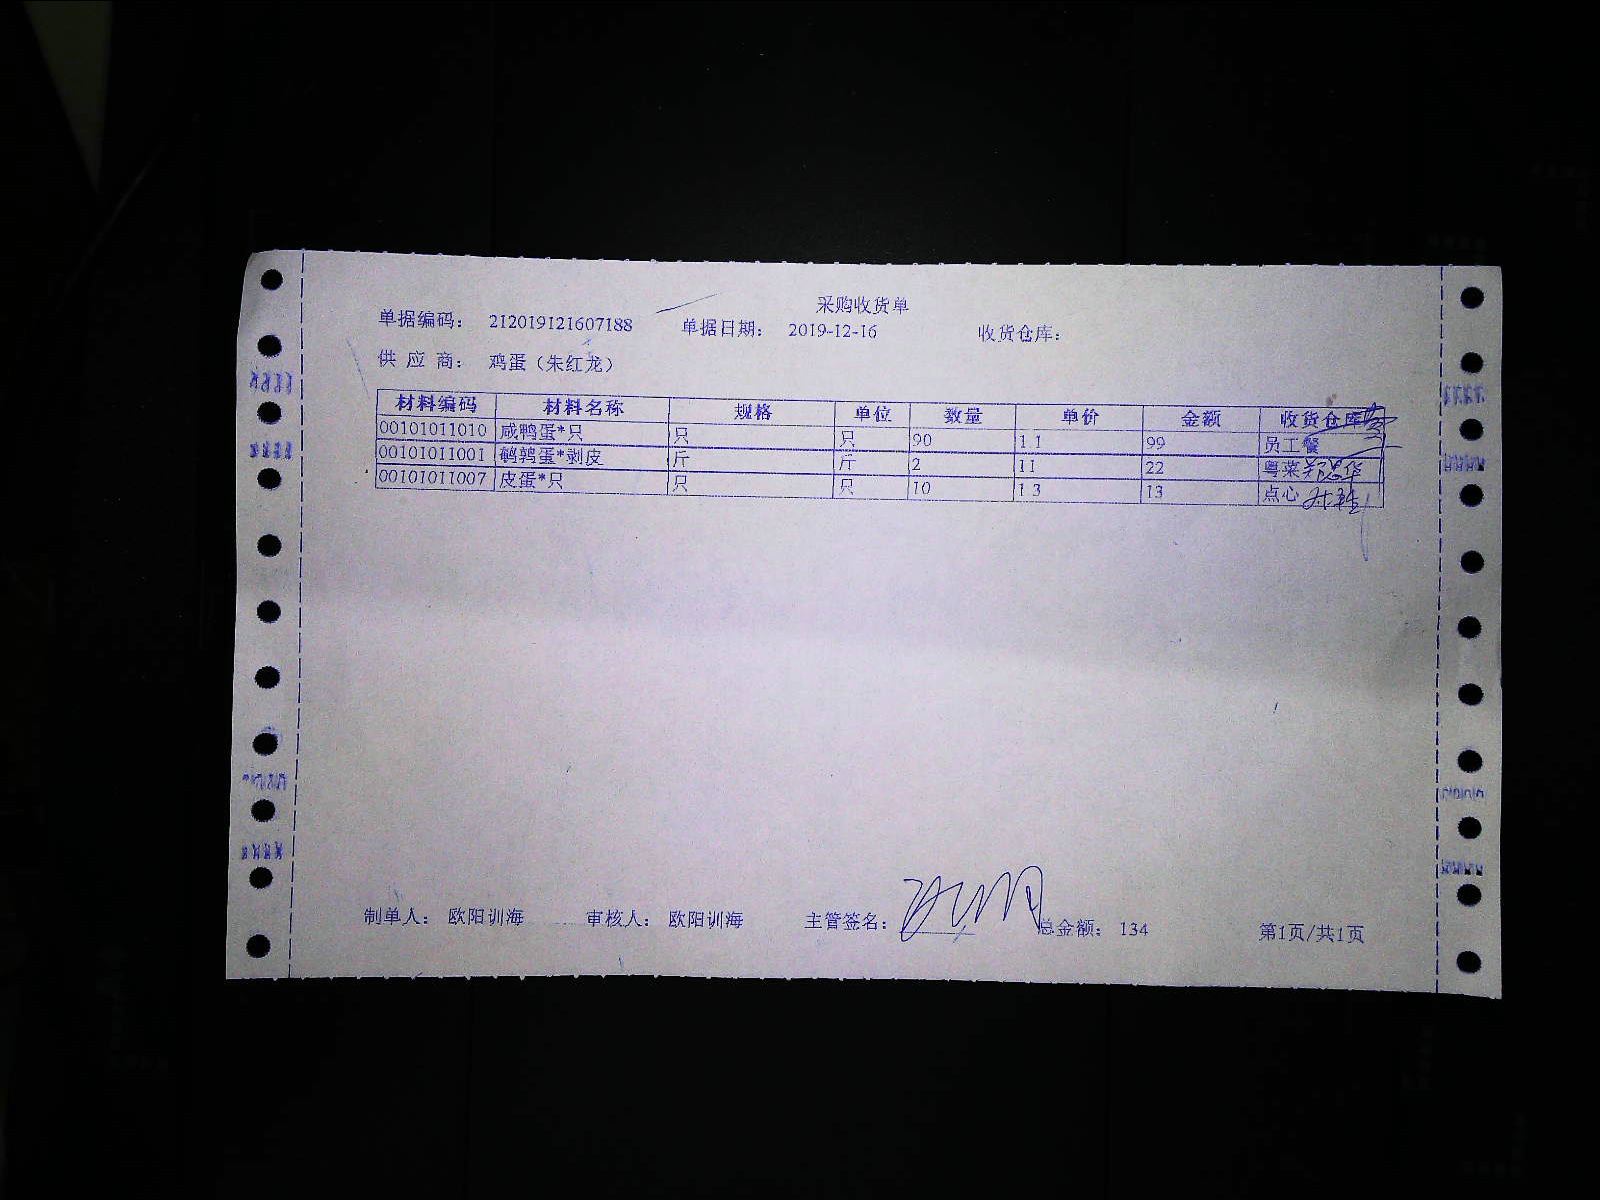 采购收货单
单据编码： 212019121607188 单据日期： 2019-12-16 收货仓库：
供 应 商： 鸡蛋（朱红龙）
材料编码 材料名称 规格 单位 数量 单价 金额 收货仓库
00101011010 咸鸭蛋*只 只 只 90 1.1 99 员工餐
00101011001 鹌鹑蛋*剥皮 斤 斤 2 11 22 粤菜
00101011007 皮蛋*只 只 只 10 1.3 13 点心
制单人： 欧阳训海 审核人： 欧阳训海 主管签名： 总金额： 134 第1页/共1页